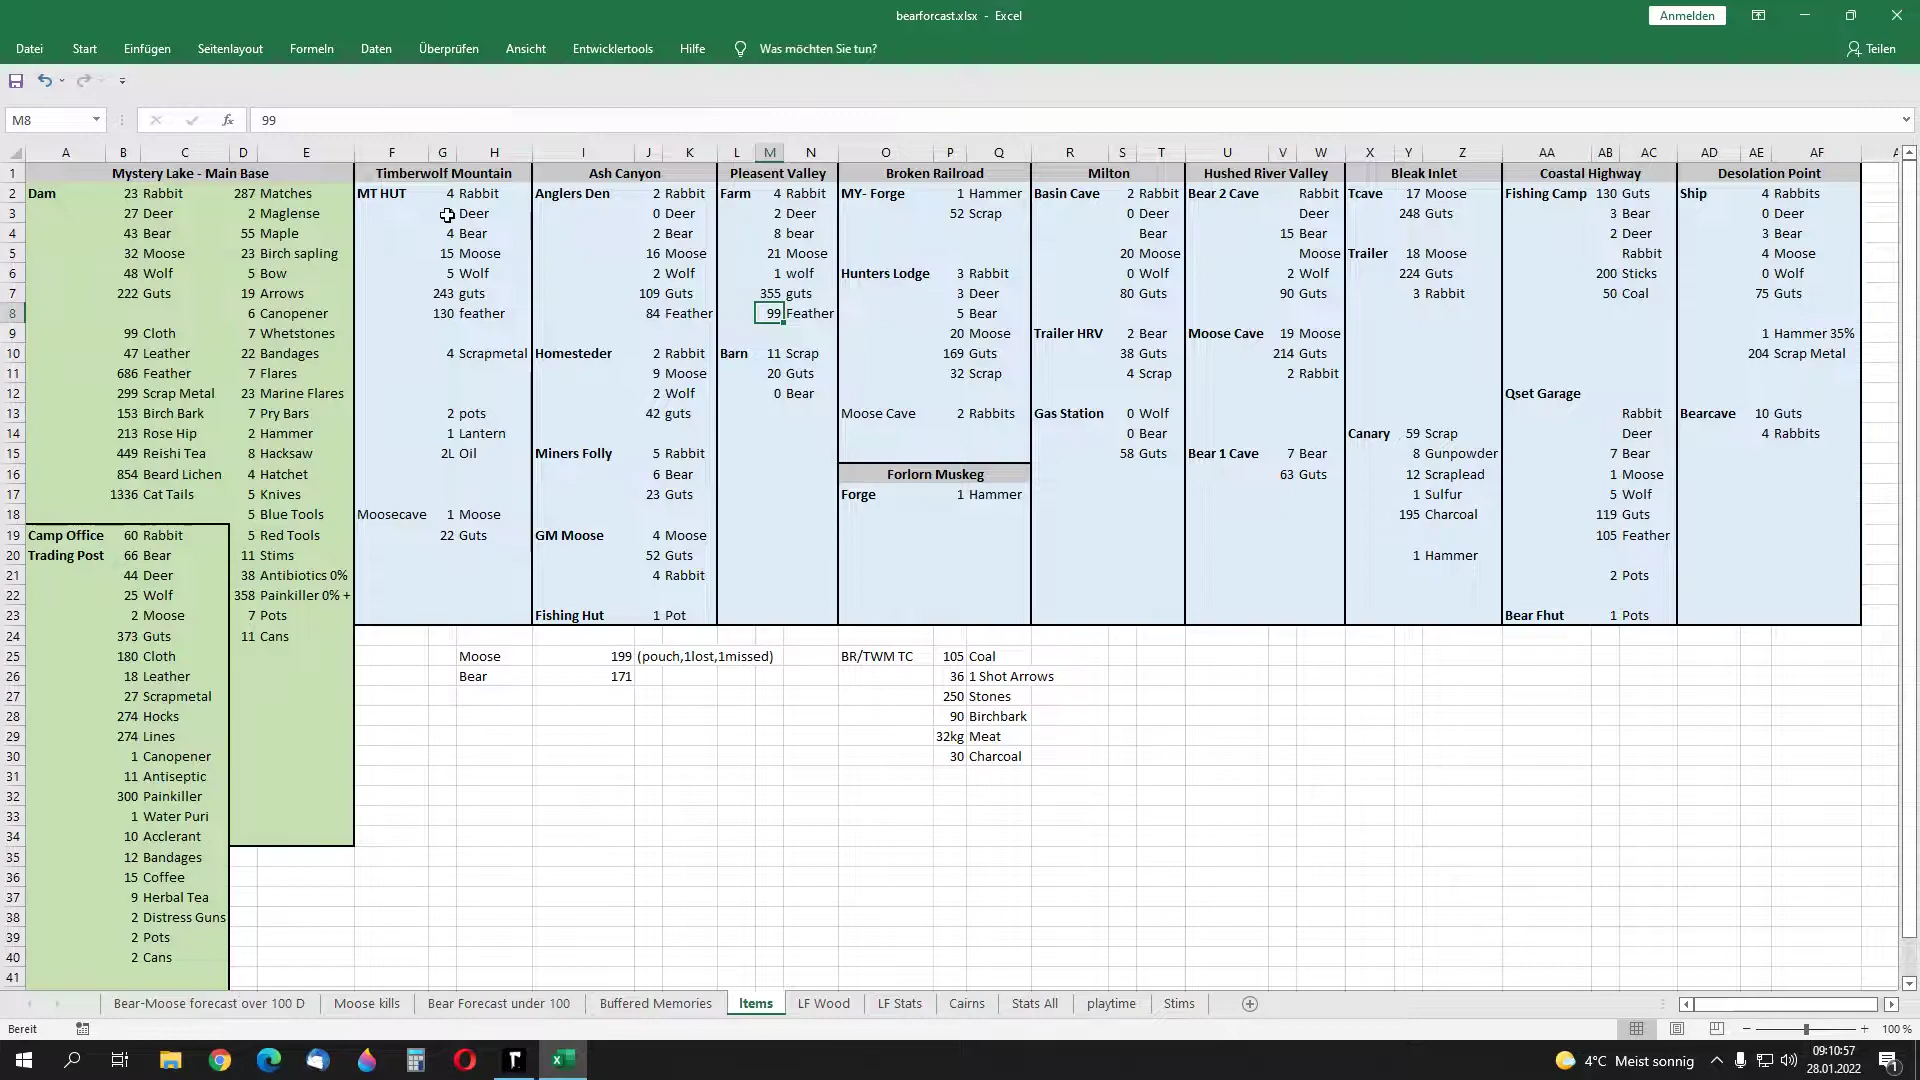 bearforcast.xlsx - Excel
Anmelden
Datei Start Einfügen Seitenlayout Formeln Daten Überprüfen Ansicht Entwicklertools Hilfe Was möchten Sie tun? Teilen
M8 fx 99
A B C D E F G H I J K L M N O P Q R S T U V W X Y Z AA AB AC AD AE AF
1 Mystery Lake - Main Base Timberwolf Mountain Ash Canyon Pleasent Valley Broken Railroad Milton Hushed River Valley Bleak Inlet Coastal Highway Desolation Point
2 Dam 23 Rabbit 287 Matches MT HUT 4 Rabbit Anglers Den 2 Rabbit Farm 4 Rabbit MY- Forge 1 Hammer Basin Cave 2 Rabbit Bear 2 Cave Rabbit Tcave 17 Moose Fishing Camp 130 Guts Ship 4 Rabbits
3 27 Deer 2 Maglense Deer 0 Deer 2 Deer 52 Scrap 0 Deer Deer 248 Guts 3 Bear 0 Deer
4 43 Bear 55 Maple 4 Bear 2 Bear 8 bear Bear 15 Bear 2 Deer 3 Bear
5 32 Moose 23 Birch sapling 15 Moose 16 Moose 21 Moose 20 Moose Moose Trailer 18 Moose Rabbit 4 Moose
6 48 Wolf 5 Bow 5 Wolf 2 Wolf 1 wolf Hunters Lodge 3 Rabbit 0 Wolf 2 Wolf 224 Guts 200 Sticks 0 Wolf
7 222 Guts 19 Arrows 243 guts 109 Guts 355 guts 3 Deer 80 Guts 90 Guts 3 Rabbit 50 Coal 75 Guts
8 6 Canopener 130 feather 84 Feather 99 Feather 5 Bear
9 99 Cloth 7 Whetstones 20 Moose Trailer HRV 2 Bear Moose Cave 19 Moose 1 Hammer 35%
10 47 Leather 22 Bandages 4 Scrapmetal Homesteder 2 Rabbit Barn 11 Scrap 169 Guts 38 Guts 214 Guts 204 Scrap Metal
11 686 Feather 7 Flares 9 Moose 20 Guts 32 Scrap 4 Scrap 2 Rabbit
12 299 Scrap Metal 23 Marine Flares 2 Wolf 0 Bear Qset Garage
13 153 Birch Bark 7 Pry Bars 2 pots 42 guts Moose Cave 2 Rabbits Gas Station 0 Wolf Rabbit Bearcave 10 Guts
14 213 Rose Hip 2 Hammer 1 Lantern 0 Bear Canary 59 Scrap Deer 4 Rabbits
15 449 Reishi Tea 8 Hacksaw 2L Oil Miners Folly 5 Rabbit 58 Guts Bear 1 Cave 7 Bear 8 Gunpowder 7 Bear
16 854 Beard Lichen 4 Hatchet 6 Bear Forlorn Muskeg 63 Guts 12 Scraplead 1 Moose
17 1336 Cat Tails 5 Knives 23 Guts Forge 1 Hammer 1 Sulfur 5 Wolf
18 5 Blue Tools Moosecave 1 Moose 195 Charcoal 119 Guts
19 Camp Office 60 Rabbit 5 Red Tools 22 Guts GM Moose 4 Moose 105 Feather
20 Trading Post 66 Bear 11 Stims 52 Guts 1 Hammer
21 44 Deer 38 Antibiotics 0% 4 Rabbit 2 Pots
22 25 Wolf 358 Painkiller 0% +
23 2 Moose 7 Pots Fishing Hut 1 Pot Bear Fhut 1 Pots
24 373 Guts 11 Cans
25 180 Cloth Moose 199 (pouch,1lost,1missed) BR/TWM TC 105 Coal
26 18 Leather Bear 171 36 1 Shot Arrows
27 27 Scrapmetal 250 Stones
28 274 Hocks 90 Birchbark
29 274 Lines 32kg Meat
30 1 Canopener 30 Charcoal
31 11 Antiseptic
32 300 Painkiller
33 1 Water Puri
34 10 Acclerant
35 12 Bandages
36 15 Coffee
37 9 Herbal Tea
38 2 Distress Guns
39 2 Pots
40 2 Cans
41
Bear-Moose forecast over 100 D Moose kills Bear Forecast under 100 Buffered Memories Items LF Wood LF Stats Cairns Stats All playtime Stims
Bereit 100 %
4°C Meist sonnig 09:10:57
28.01.2022